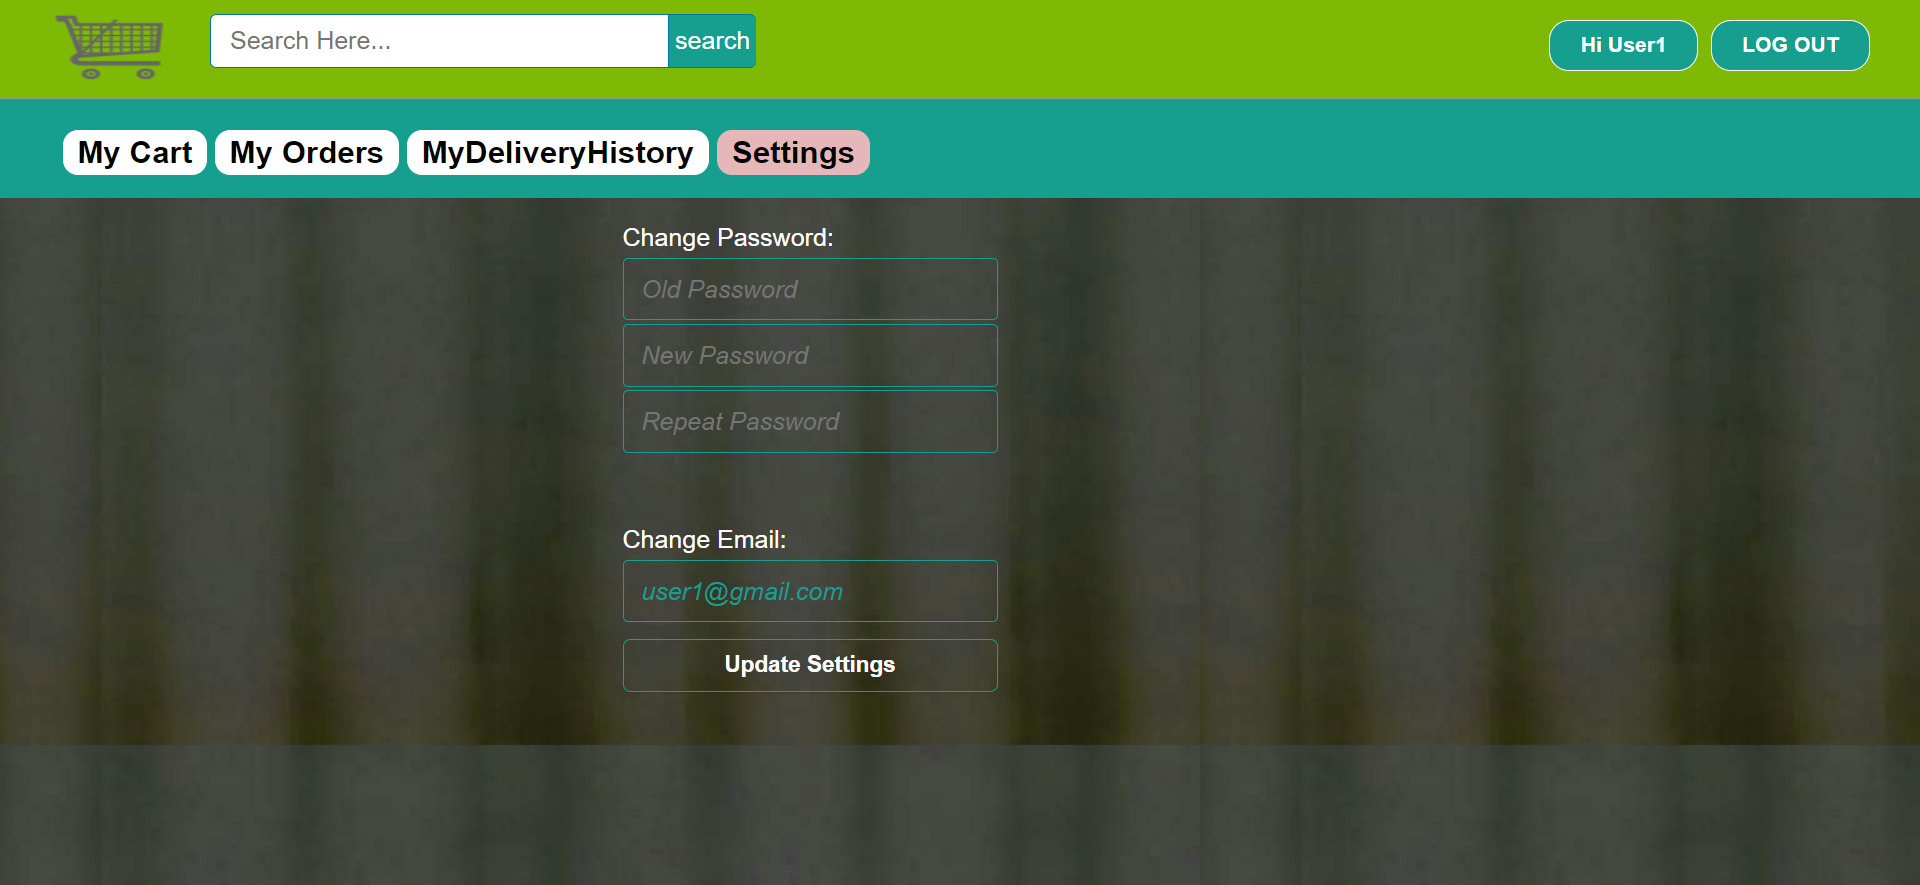 Search Here... search Hi User1 LOG OUT
My Cart My Orders MyDeliveryHistory Settings
Change Password:
Old Password
New Password
Repeat Password
Change Email:
user1@gmail.com
Update Settings